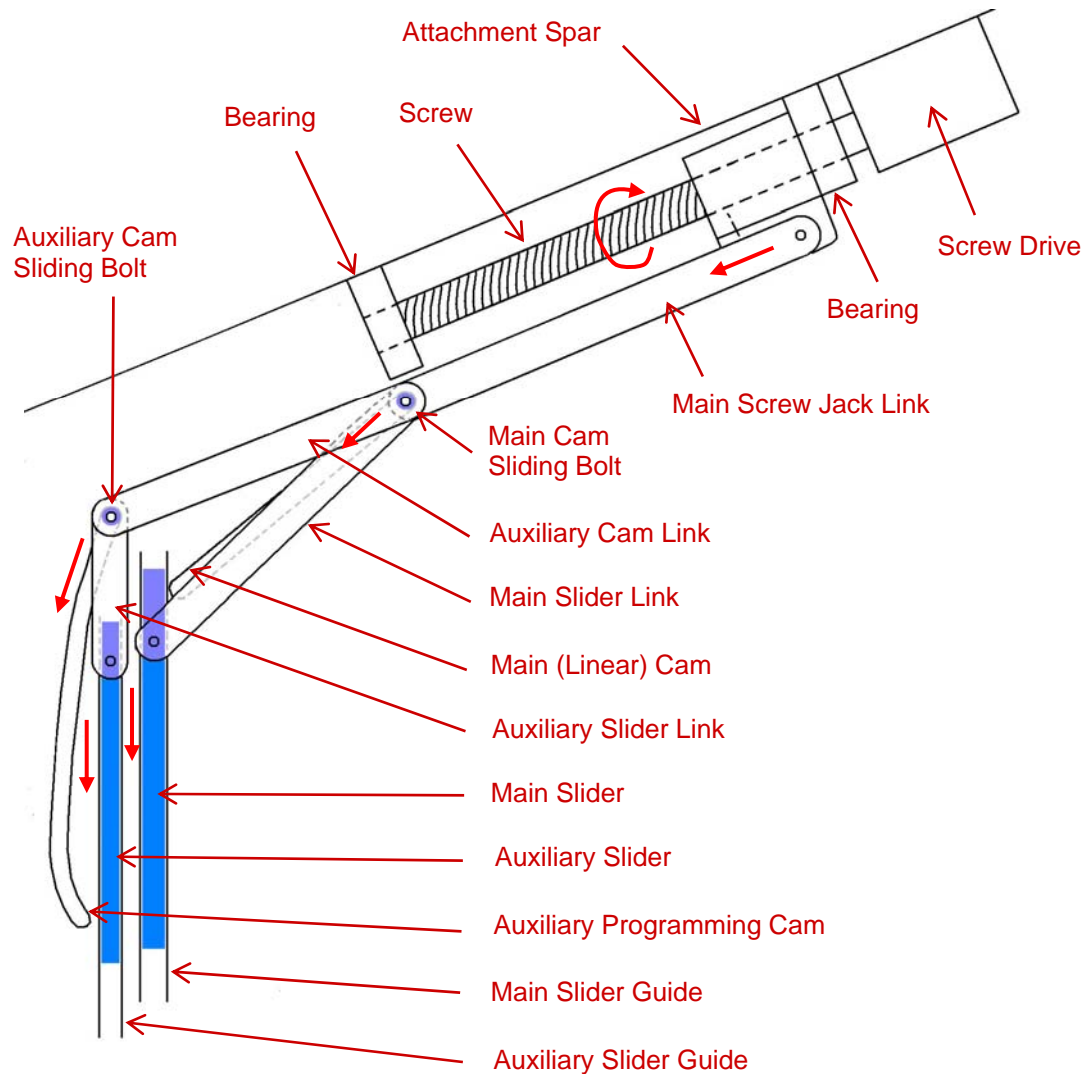 Attachment Spar
Bearing
Screw
Auxiliary Cam
Sliding Bolt
Screw Drive
Bearing
Main Screw Jack Link
Main Cam
Sliding Bolt
Auxiliary Cam Link
Main Slider Link
Main (Linear) Cam
Auxiliary Slider Link
Main Slider
Auxiliary Slider
Auxiliary Programming Cam
Main Slider Guide
Auxiliary Slider Guide